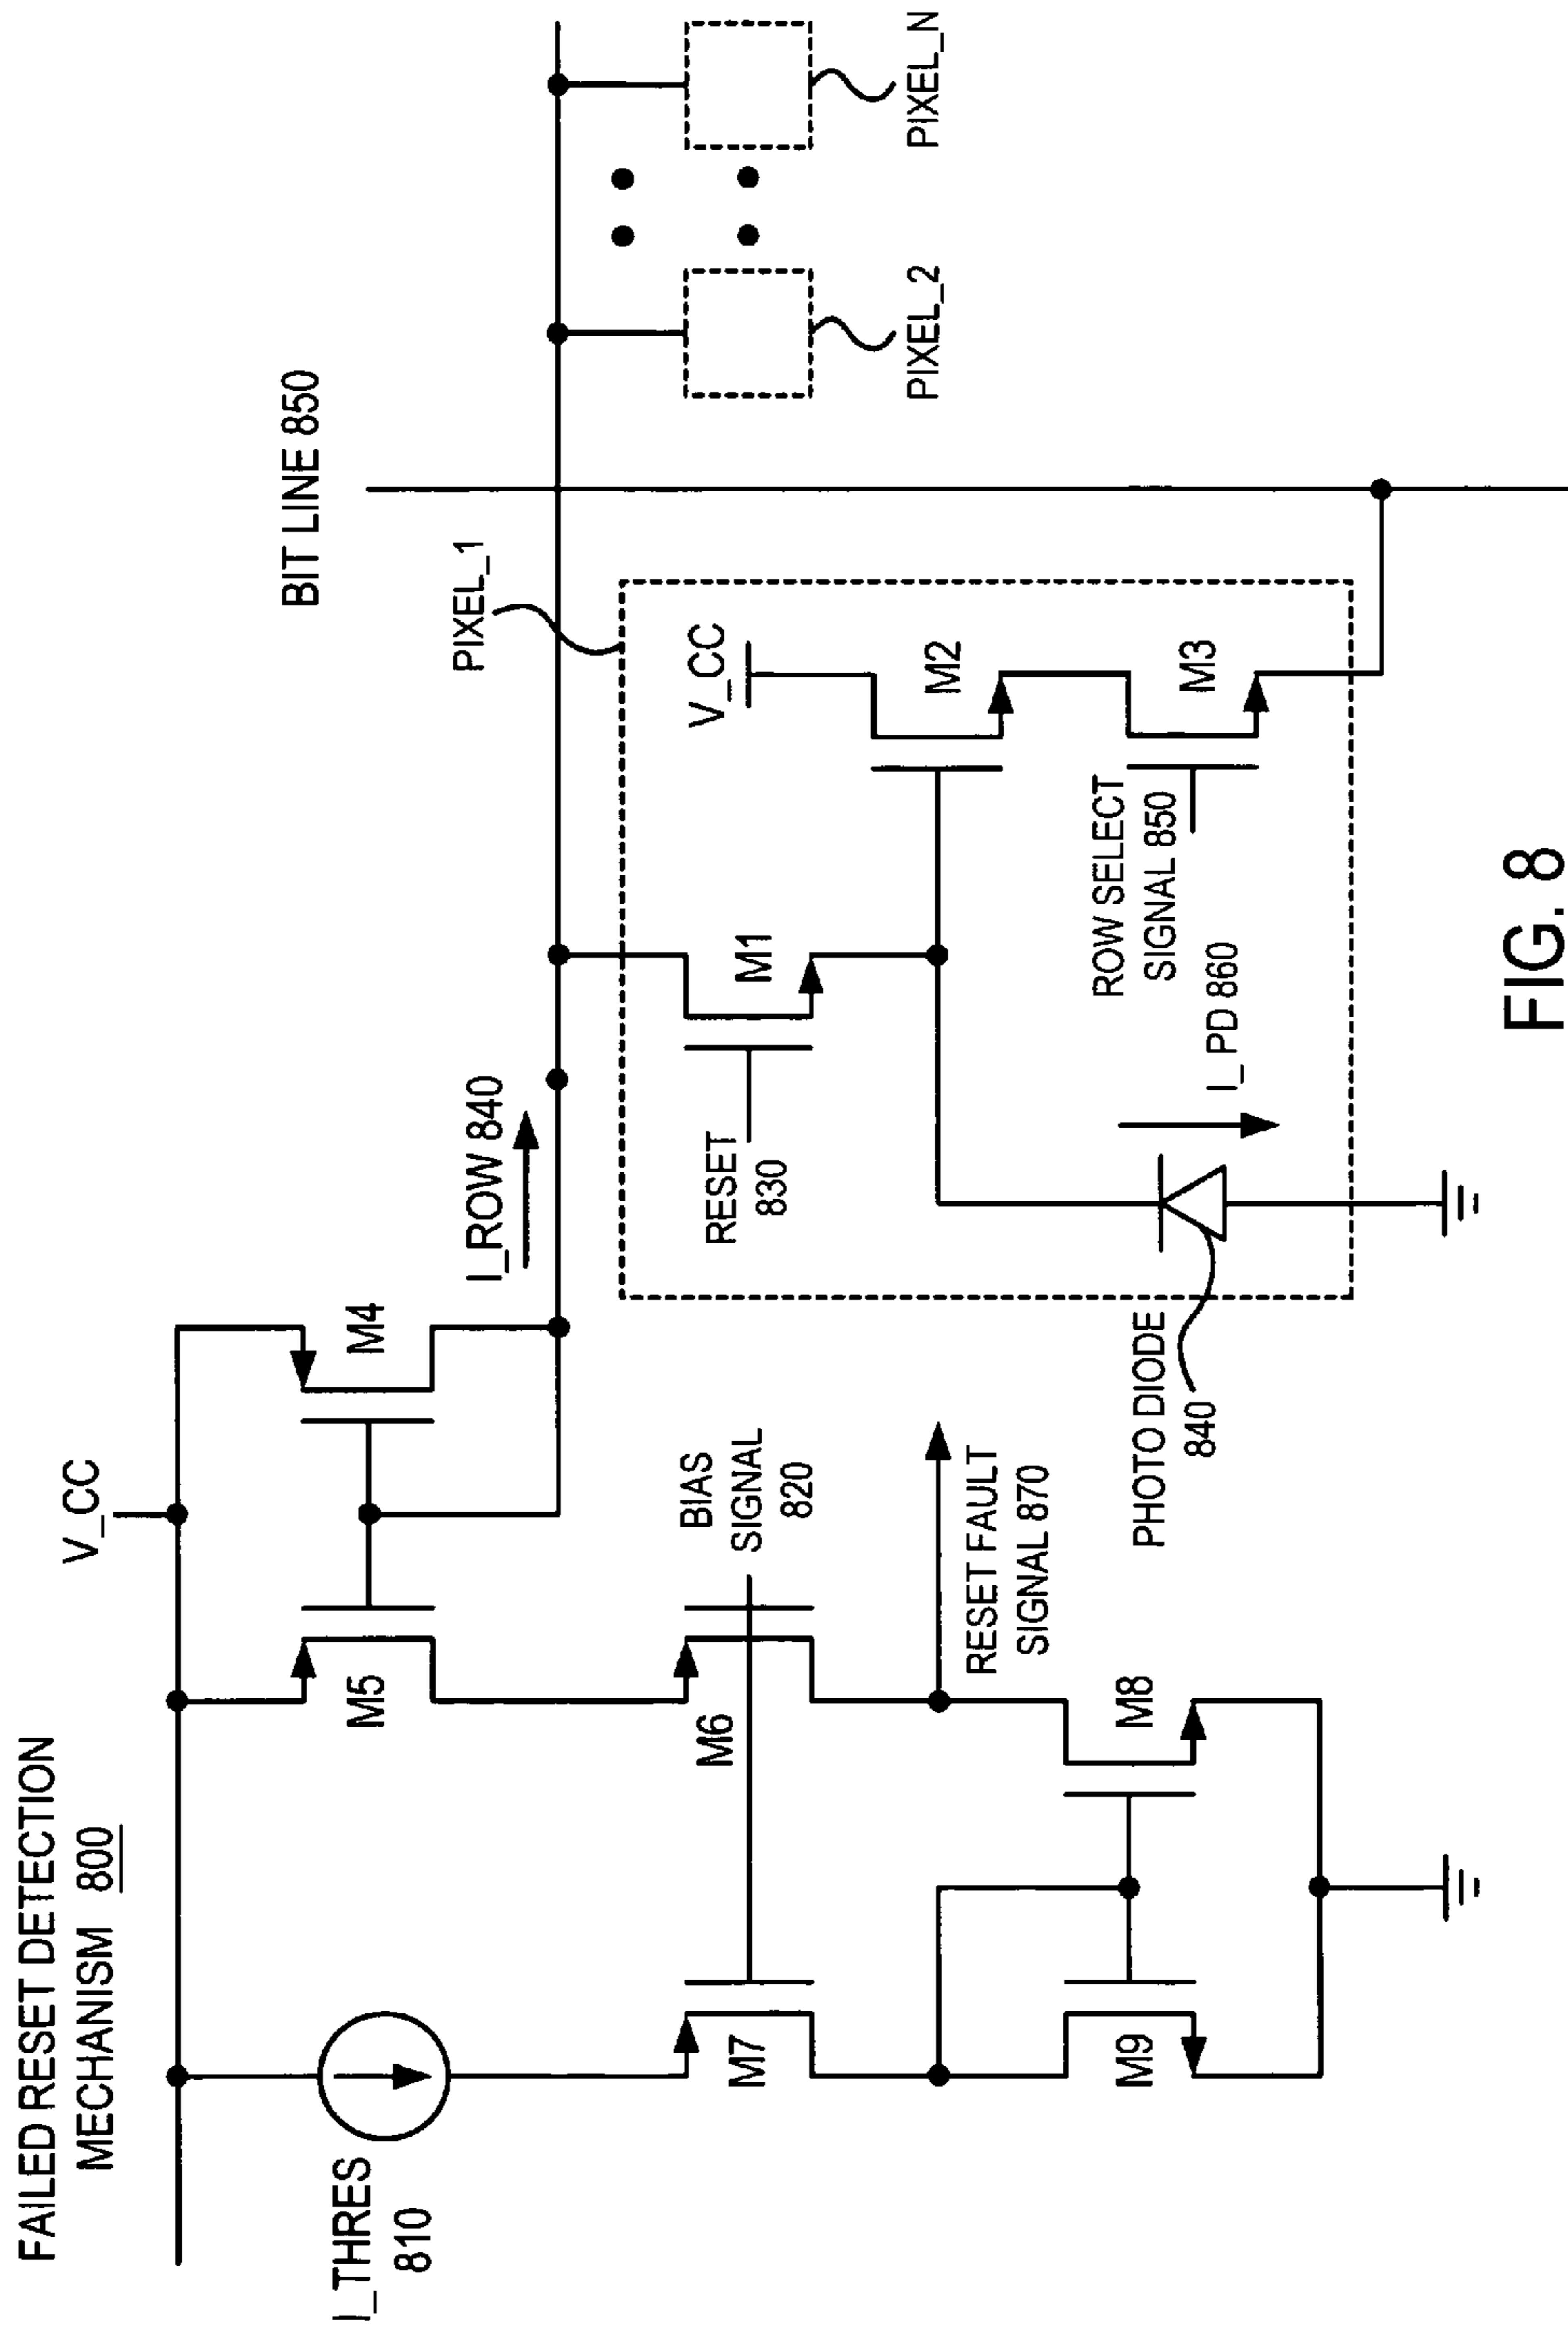 FAILED RESET DETECTION
MECHANISM 800
V_CC
I_THRES
810
M5
M4
I_ROW 840
BIT LINE 850
PIXEL_1
PIXEL_2
PIXEL_N
M7
M6
BIAS
SIGNAL
820
RESET
830
M1
V_CC
M2
RESET FAULT
SIGNAL 870
M9
M8
PHOTO DIODE
840
I_PD 860
ROW SELECT
SIGNAL 850
M3
FIG. 8